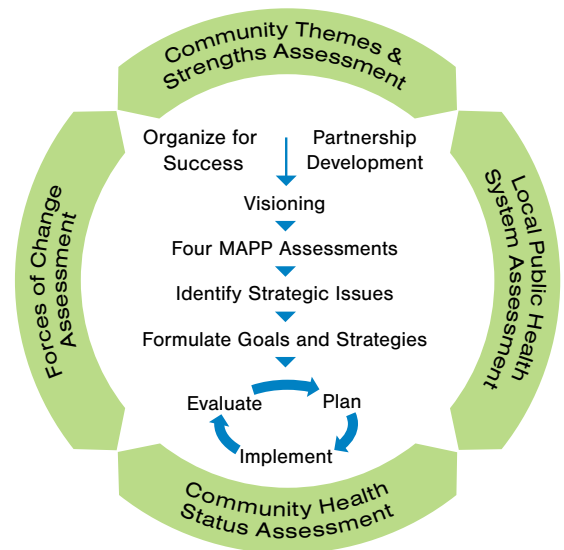 Community Themes &
Strengths Assessment
Organize for
Success
Partnership
Development
Visioning
Four MAPP Assessments
Identify Strategic Issues
Formulate Goals and Strategies
Evaluate
Plan
Implement
Forces of Change
Assessment
Local Public Health
System Assessment
Community Health
Status Assessment